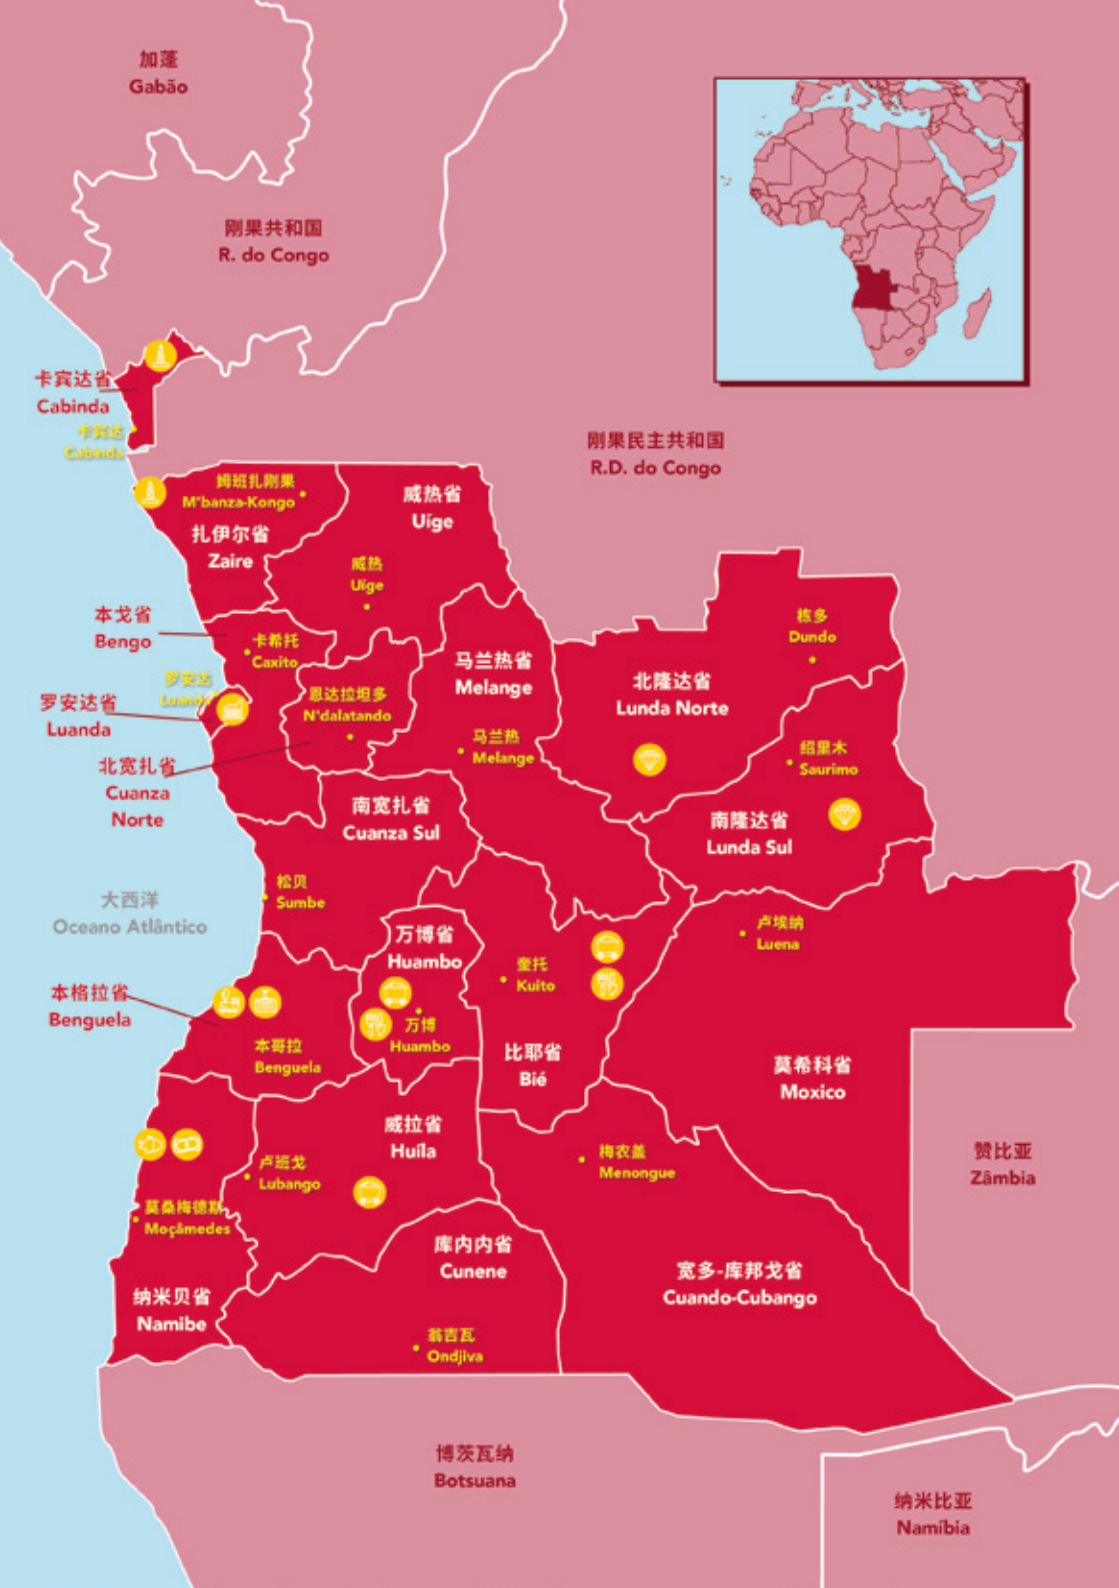 加蓬
Gabão
刚果共和国
R. do Congo
卡宾达省
Cabinda
卡宾达
Cabinda
刚果民主共和国
R.D. do Congo
姆班扎刚果
M'banza-Kongo
扎伊尔省
Zaire
威热省
Uíge
威热
Uíge
本戈省
Bengo
卡希托
Caxito
罗安达
Luanda
罗安达省
Luanda
恩达拉坦多
N'dalatando
北宽扎省
Cuanza
Norte
马兰热省
Melange
马兰热
Melange
栋多
Dundo
北隆达省
Lunda Norte
绍里木
Saurimo
南隆达省
Lunda Sul
南宽扎省
Cuanza Sul
松贝
Sumbe
大西洋
Oceano Atlântico
万博省
Huambo
万博
Huambo
奎托
Kuito
比耶省
Bié
卢埃纳
Luena
莫希科省
Moxico
本格拉省
Benguela
本哥拉
Benguela
威拉省
Huíla
卢班戈
Lubango
梅农盖
Menongue
赞比亚
Zâmbia
莫桑梅德斯
Moçâmedes
纳米贝省
Namibe
库内内省
Cunene
翁吉瓦
Ondjiva
宽多-库邦戈省
Cuando-Cubango
博茨瓦纳
Botsuana
纳米比亚
Namíbia